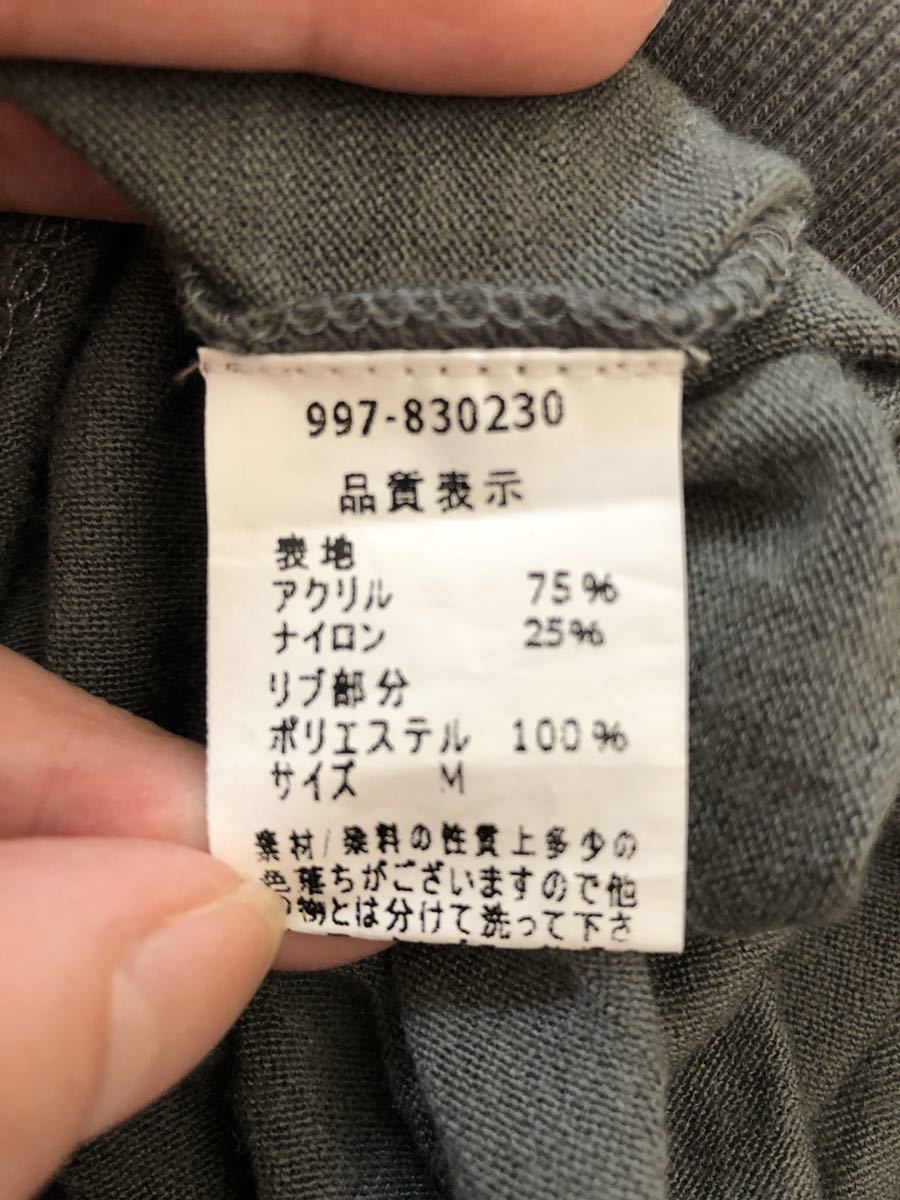 997-830230
品質表示
表地
アクリル 75%
ナイロン 25%
リブ部分
ポリエステル 100%
サイズ M
素材/染料の性質上多少の
色落ちがございますので他
物とは分けて洗って下さ